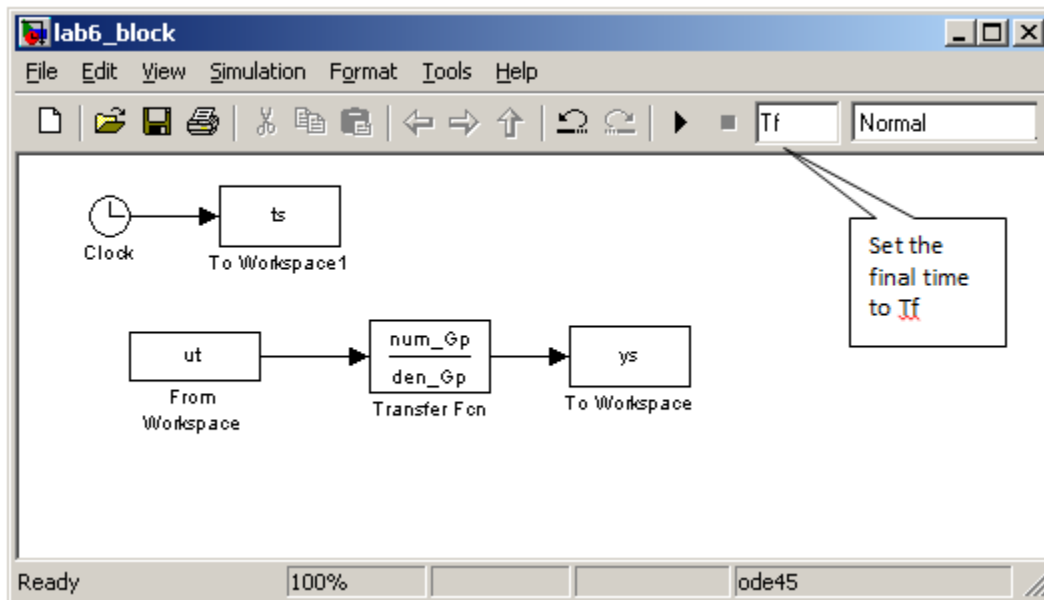 lab6_block
File Edit View Simulation Format Tools Help
Tf Normal
ts
Clock
To Workspace1
Set the
final time
to Tf
ut
num_Gp
den_Gp
ys
From
Workspace
Transfer Fcn
To Workspace
Ready 100% ode45